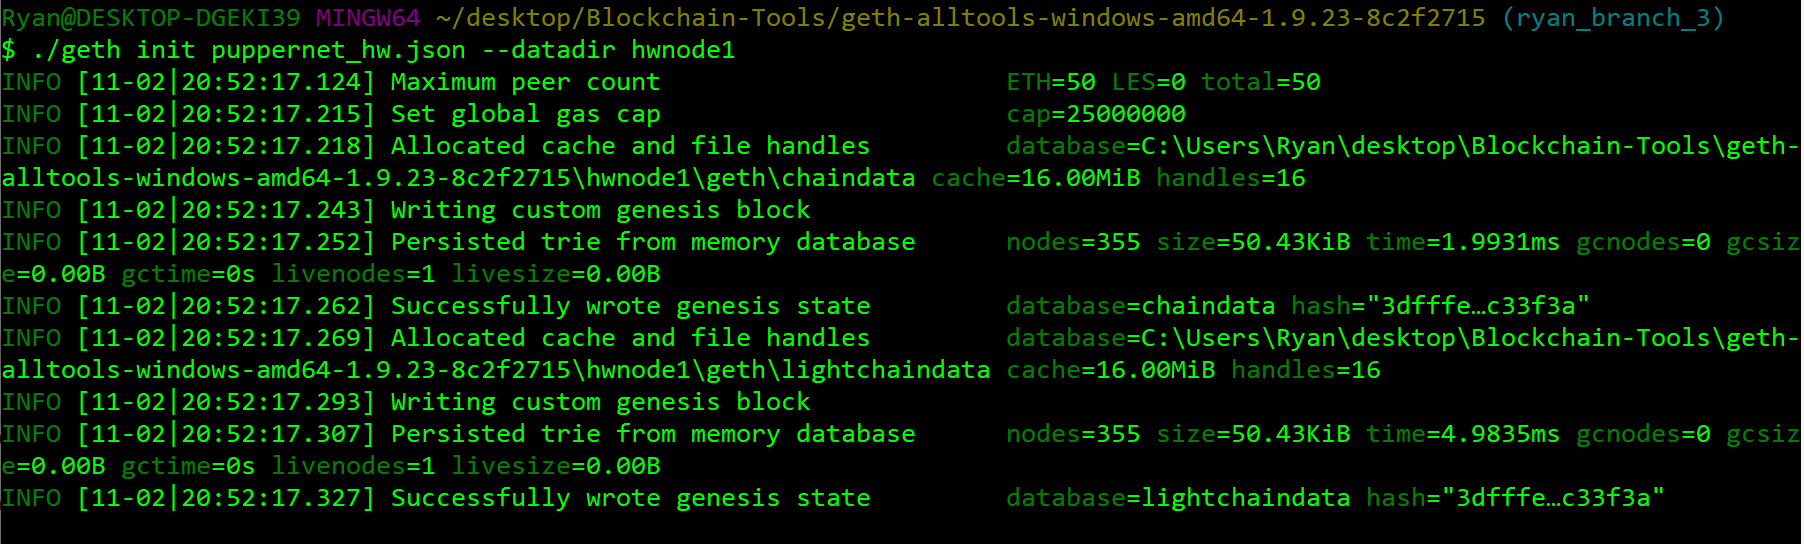 Ryan@DESKTOP-DGEKI39 MINGW64 ~/desktop/Blockchain-Tools/geth-alltools-windows-amd64-1.9.23-8c2f2715 (ryan_branch_3)
$ ./geth init puppernet_hw.json --datadir hwnode1
INFO [11-02|20:52:17.124] Maximum peer count                       ETH=50 LES=0 total=50
INFO [11-02|20:52:17.215] Set global gas cap                       cap=25000000
INFO [11-02|20:52:17.218] Allocated cache and file handles         database=C:\Users\Ryan\desktop\Blockchain-Tools\geth-
alltools-windows-amd64-1.9.23-8c2f2715\hwnode1\geth\chaindata cache=16.00MiB handles=16
INFO [11-02|20:52:17.243] Writing custom genesis block
INFO [11-02|20:52:17.252] Persisted trie from memory database      nodes=355 size=50.43KiB time=1.9931ms gcnodes=0 gcsiz
e=0.00B gctime=0s livenodes=1 livesize=0.00B
INFO [11-02|20:52:17.262] Successfully wrote genesis state         database=chaindata hash="3dfffe…c33f3a"
INFO [11-02|20:52:17.269] Allocated cache and file handles         database=C:\Users\Ryan\desktop\Blockchain-Tools\geth-
alltools-windows-amd64-1.9.23-8c2f2715\hwnode1\geth\lightchaindata cache=16.00MiB handles=16
INFO [11-02|20:52:17.293] Writing custom genesis block
INFO [11-02|20:52:17.307] Persisted trie from memory database      nodes=355 size=50.43KiB time=4.9835ms gcnodes=0 gcsiz
e=0.00B gctime=0s livenodes=1 livesize=0.00B
INFO [11-02|20:52:17.327] Successfully wrote genesis state         database=lightchaindata hash="3dfffe…c33f3a"